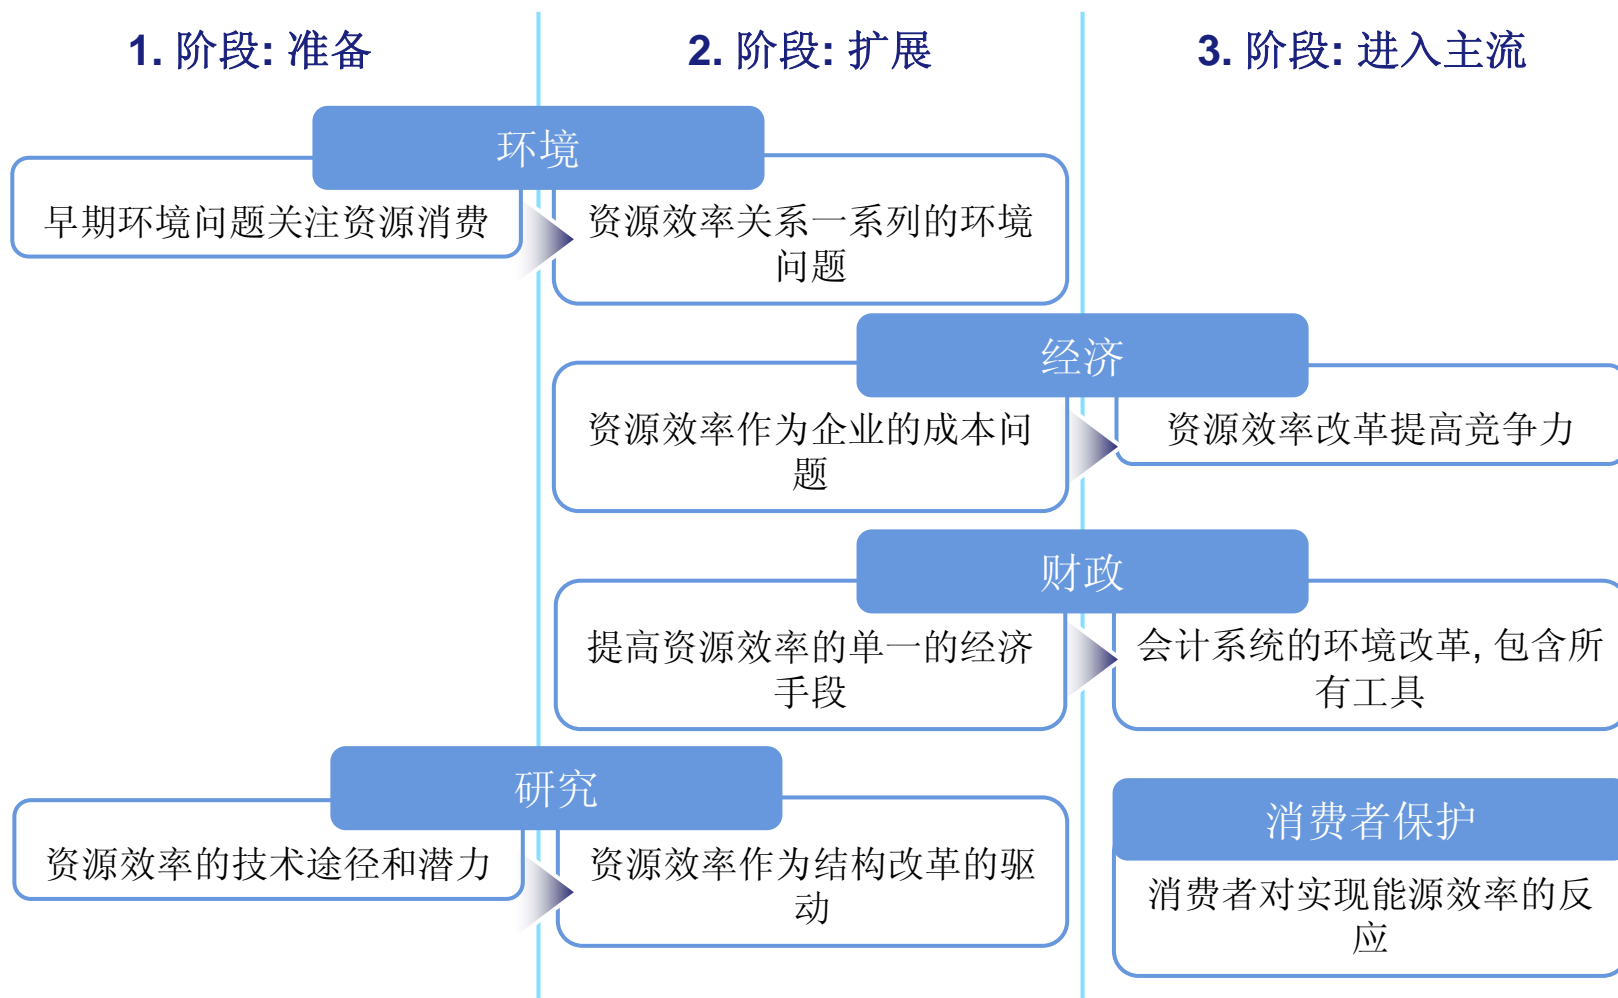 1. 阶段: 准备
2. 阶段: 扩展
3. 阶段: 进入主流
环境
早期环境问题关注资源消费
资源效率关系一系列的环境
问题
经济
资源效率作为企业的成本问
题
资源效率改革提高竞争力
财政
提高资源效率的单一的经济
手段
会计系统的环境改革, 包含所
有工具
研究
资源效率的技术途径和潜力
资源效率作为结构改革的驱
动
消费者保护
消费者对实现能源效率的反
应